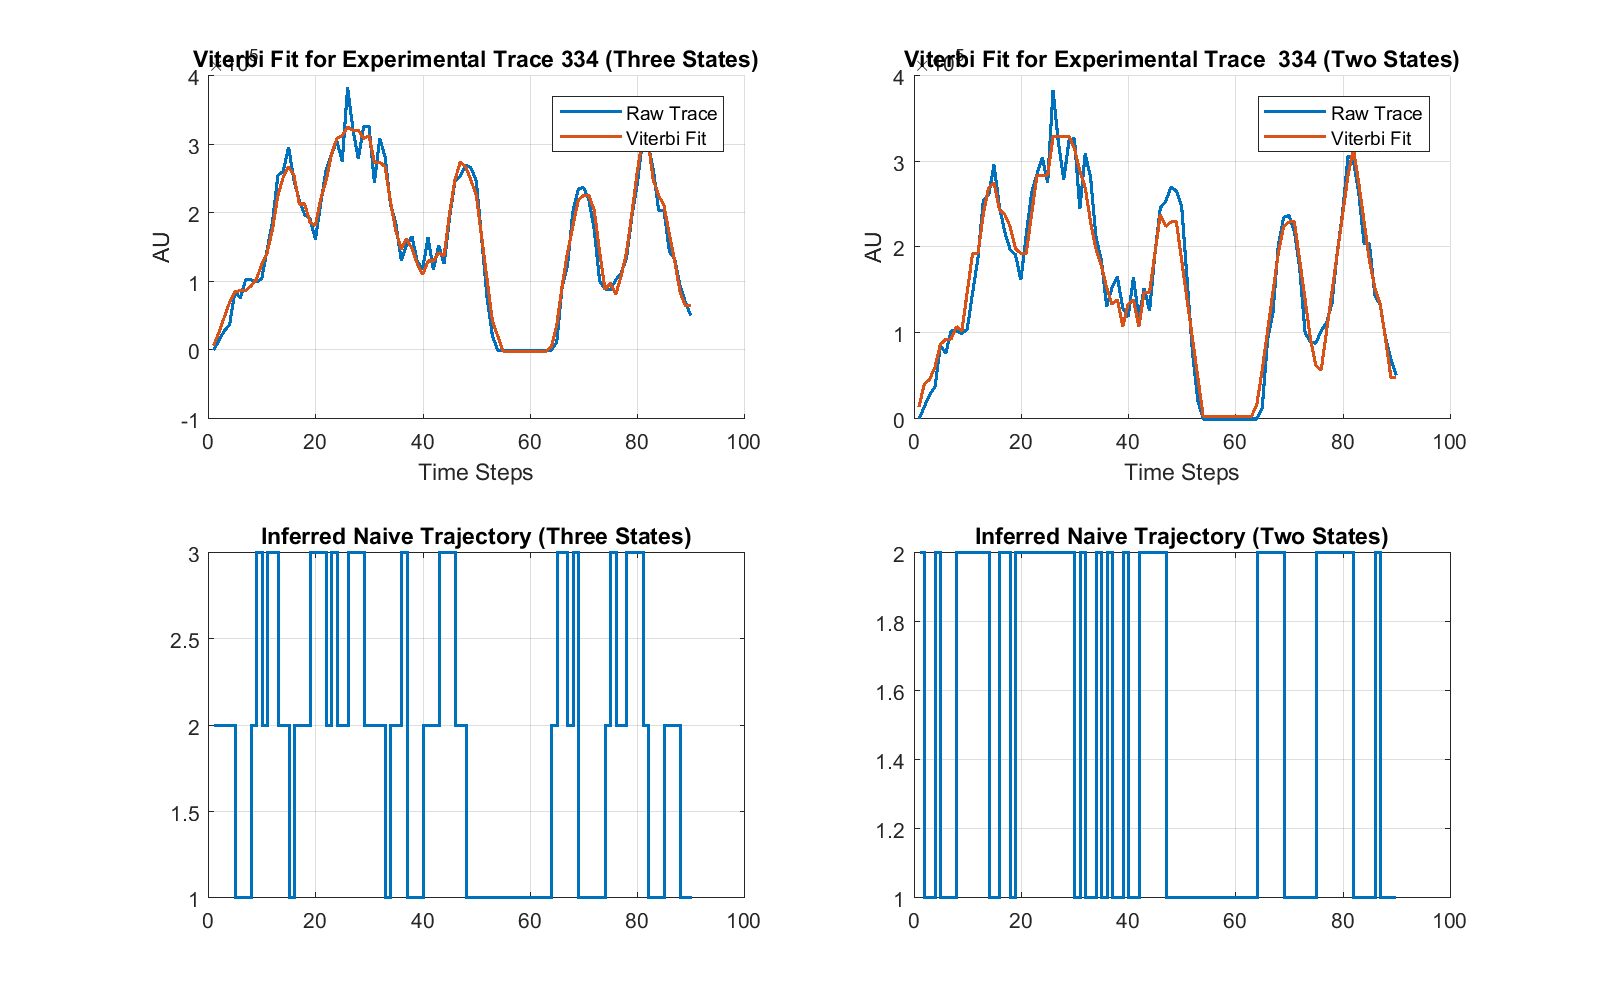 Viterbi Fit for Experimental Trace 334 (Three States)
×10^5
4
3
2
1
0
-1
AU
Raw Trace
Viterbi Fit
0 20 40 60 80 100
Time Steps
Viterbi Fit for Experimental Trace  334 (Two States)
×10^5
4
3
2
1
0
AU
Raw Trace
Viterbi Fit
0 20 40 60 80 100
Time Steps
Inferred Naive Trajectory (Three States)
3
2.5
2
1.5
1
0 20 40 60 80 100
Inferred Naive Trajectory (Two States)
2
1.8
1.6
1.4
1.2
1
0 20 40 60 80 100